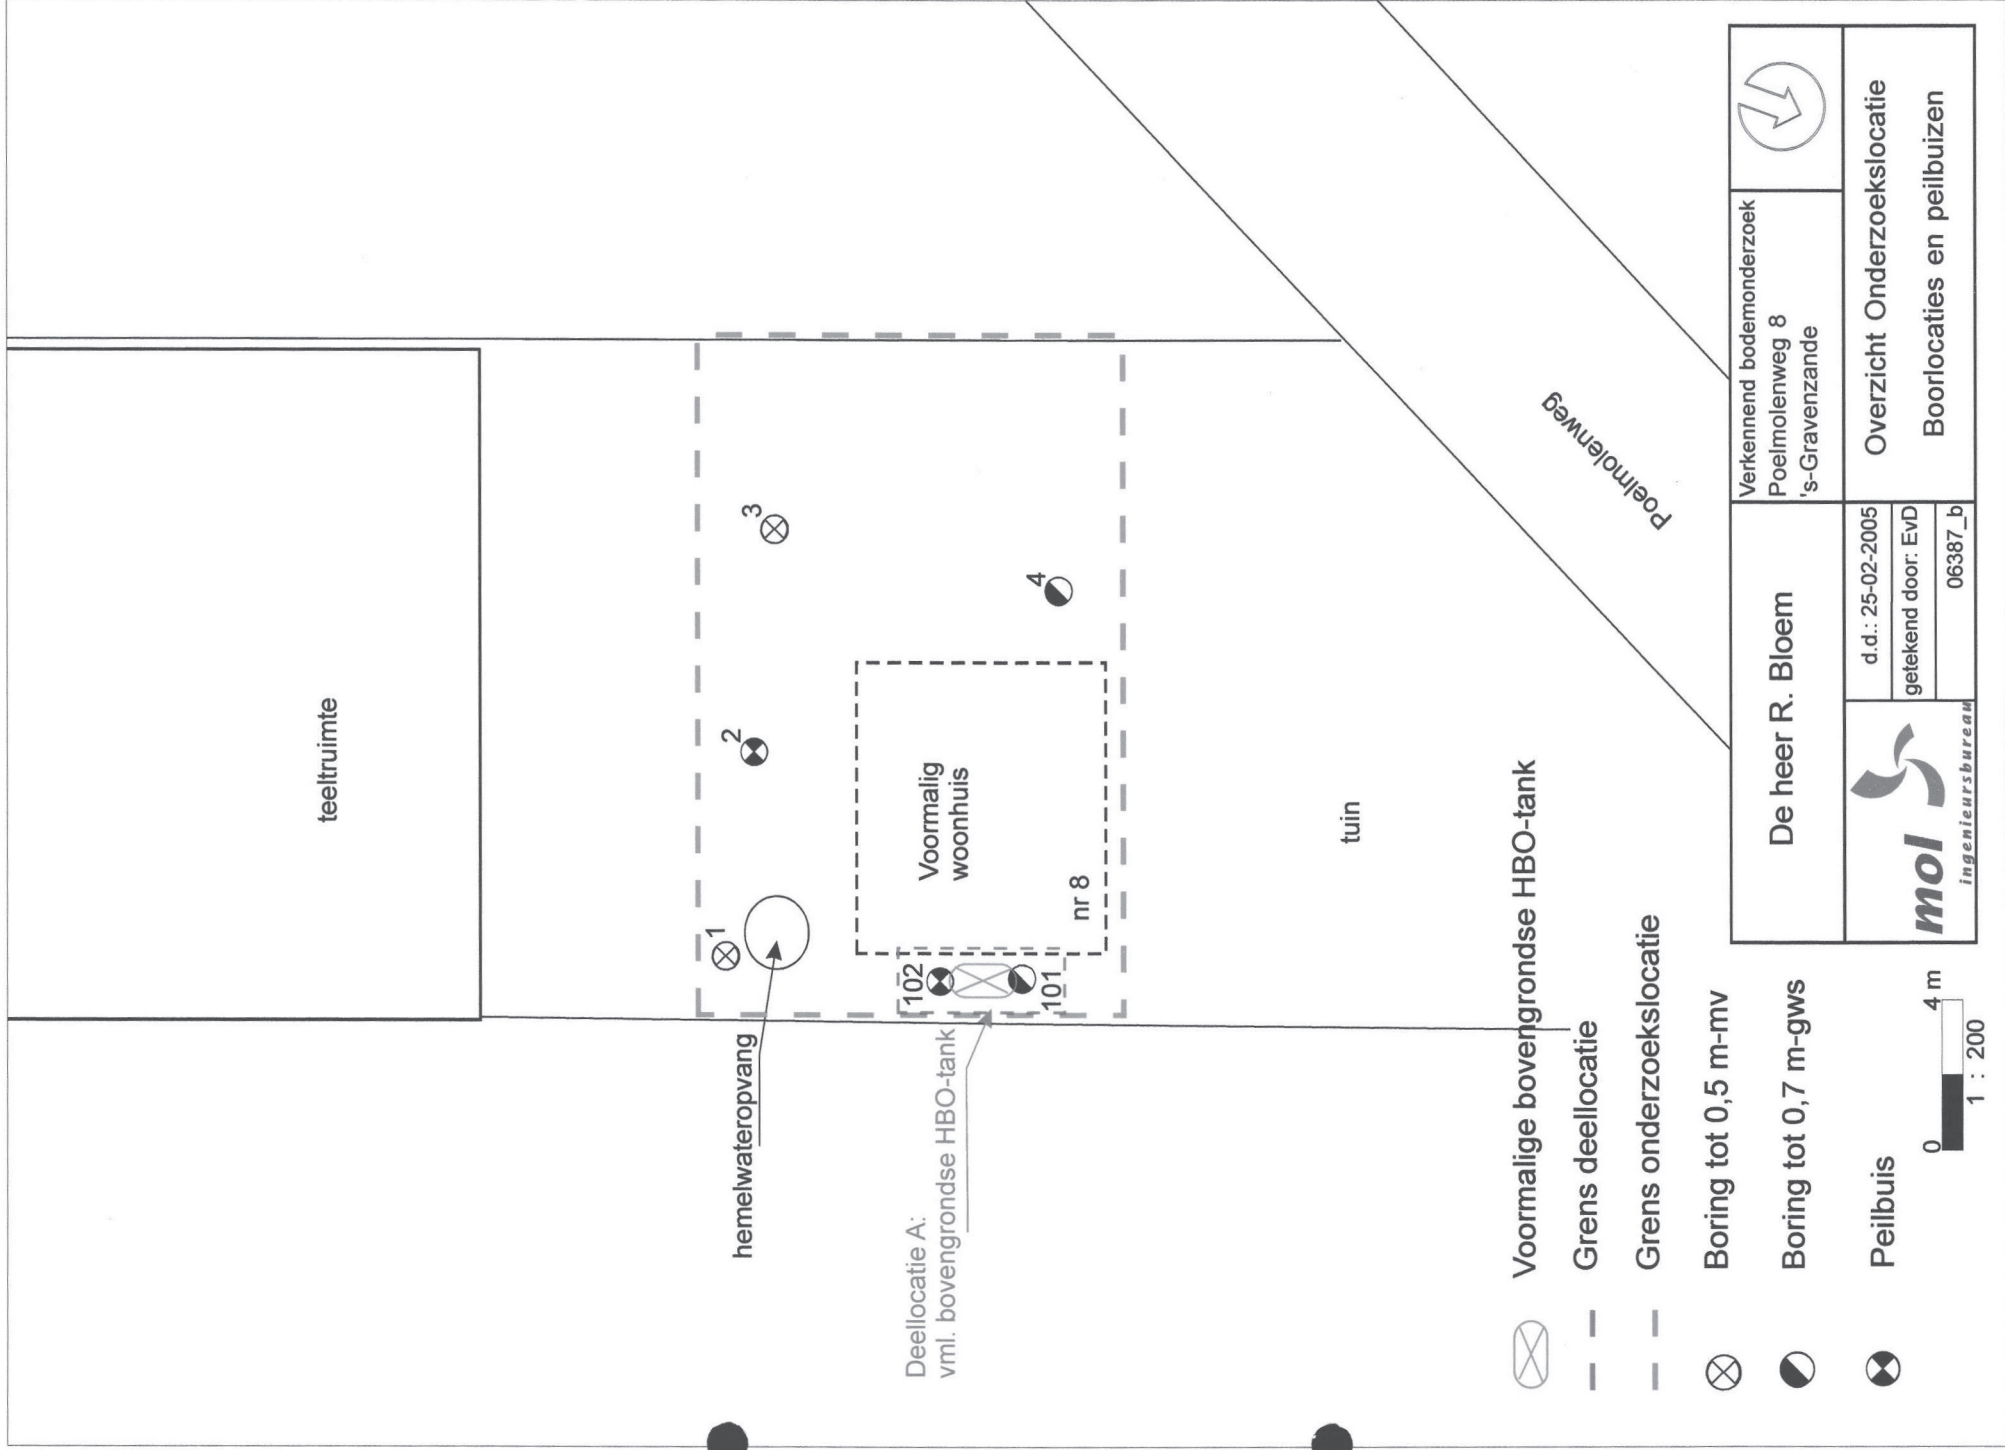 teeltruimte
hemelwateropvang
1
2
3
4
Deellocatie A:
vml. bovengrondse HBO-tank
102
101
Voormalig
woonhuis
nr 8
tuin
Poelmolenweg
Voormalige bovengrondse HBO-tank
Grens deellocatie
Grens onderzoekslocatie
Boring tot 0,5 m-mv
Boring tot 0,7 m-gws
Peilbuis
0
4 m
1 : 200
De heer R. Bloem
Verkennend bodemonderzoek
Poelmolenweg 8
's-Gravenzande
mol
ingenieursbureau
d.d.: 25-02-2005
getekend door: EvD
06387_b
Overzicht Onderzoekslocatie
Boorlocaties en peilbuizen